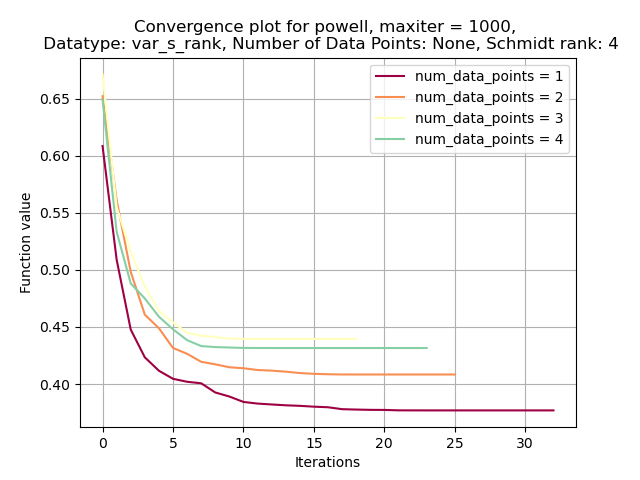 Convergence plot for powell, maxiter = 1000,
Datatype: var_s_rank, Number of Data Points: None, Schmidt rank: 4
num_data_points = 1
num_data_points = 2
num_data_points = 3
num_data_points = 4
Function value
0.65
0.60
0.55
0.50
0.45
0.40
0 5 10 15 20 25 30
Iterations